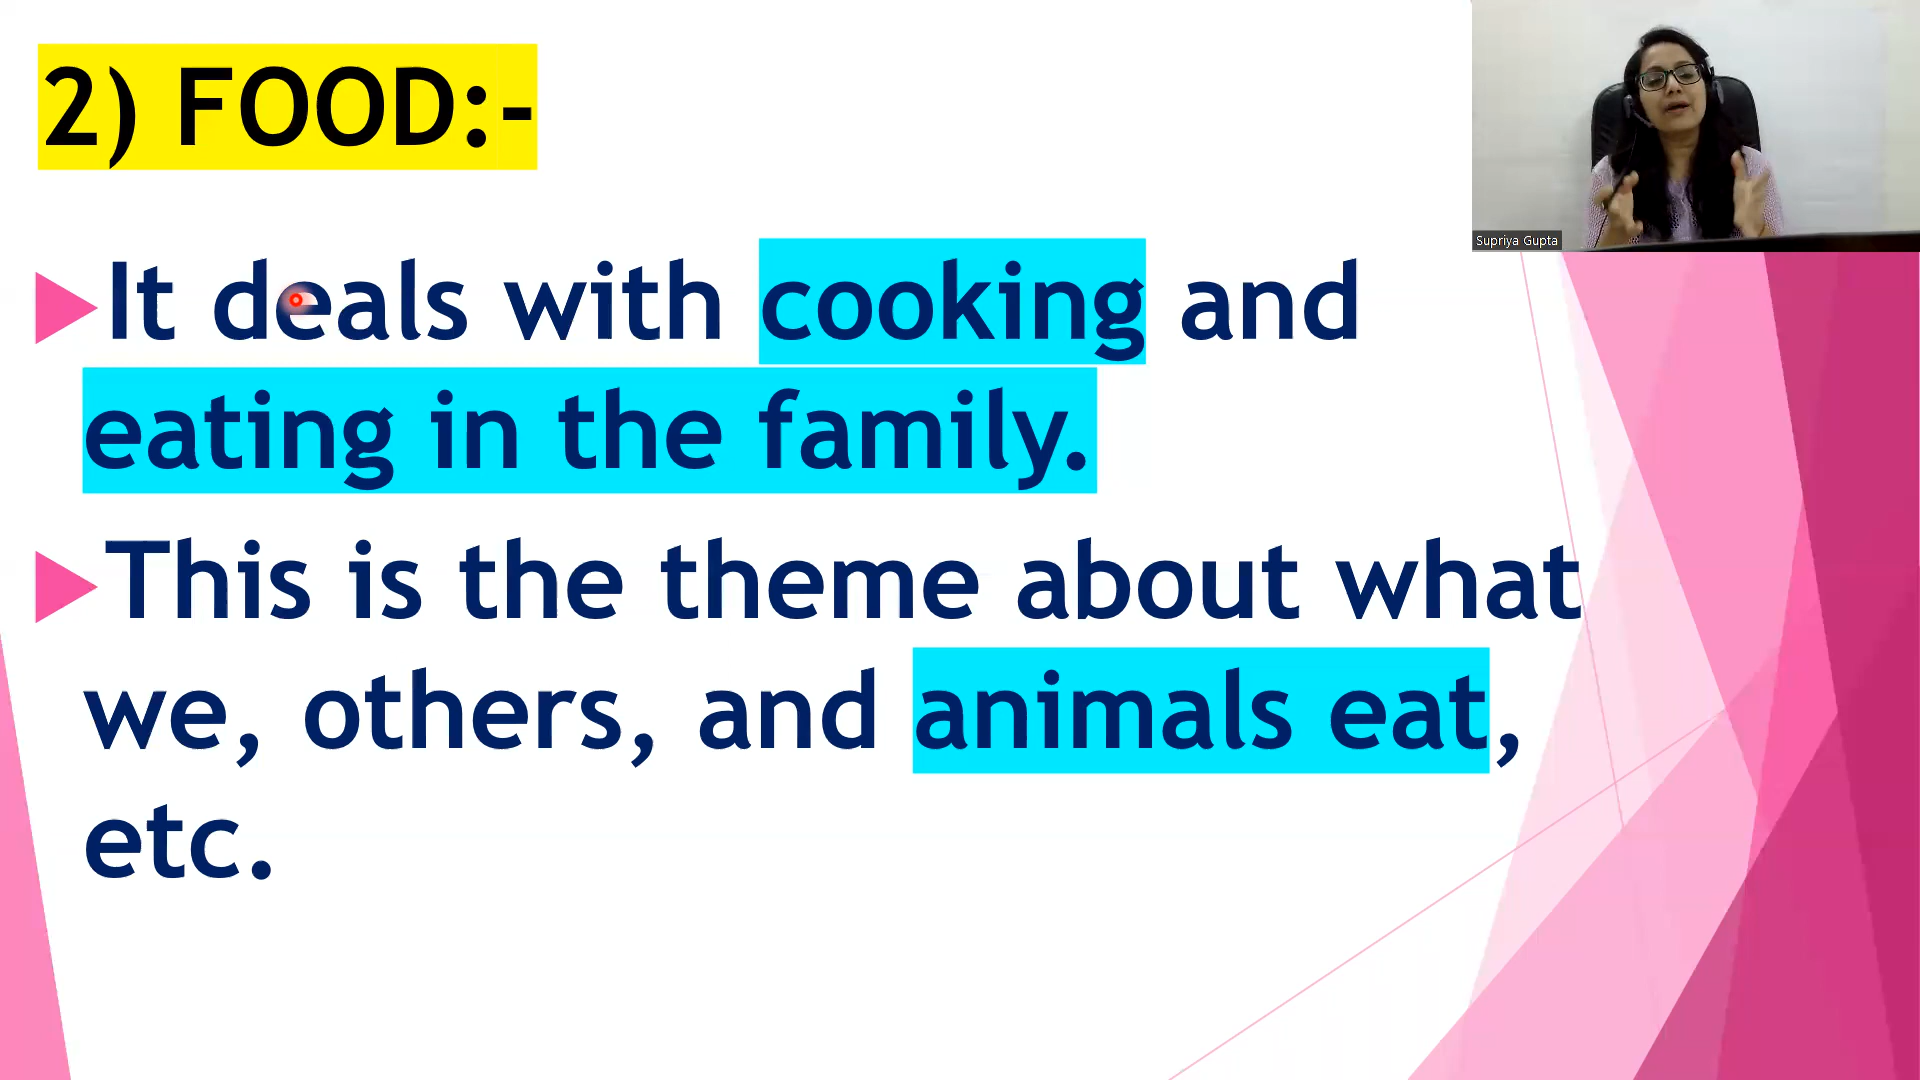 2) FOOD:-
Supriya Gupta
It deals with cooking and
eating in the family.
This is the theme about what
we, others, and animals eat,
etc.